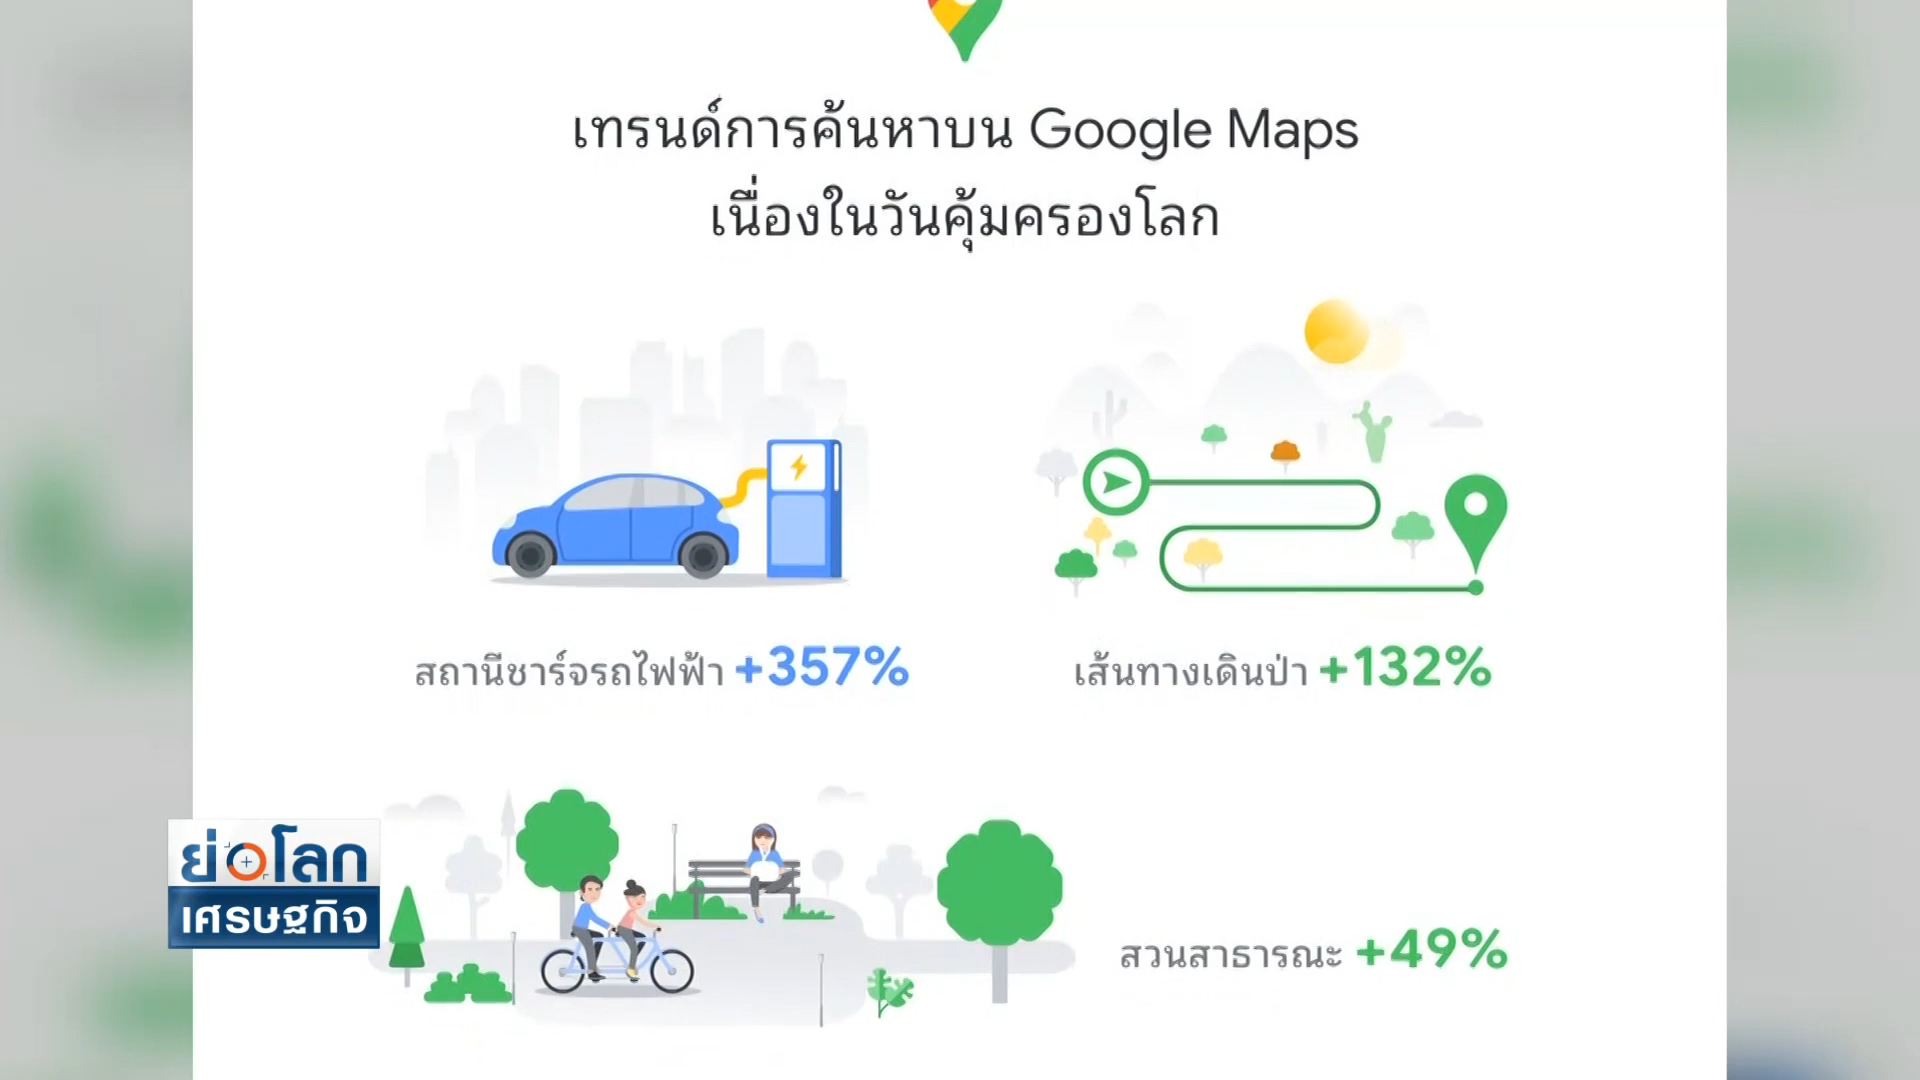 เทรนด์การค้นหาบน Google Maps
เนื่องในวันคุ้มครองโลก
สถานีชาร์จรถไฟฟ้า +357%
เส้นทางเดินป่า +132%
สวนสาธารณะ +49%
ย่อโลก
เศรษฐกิจ